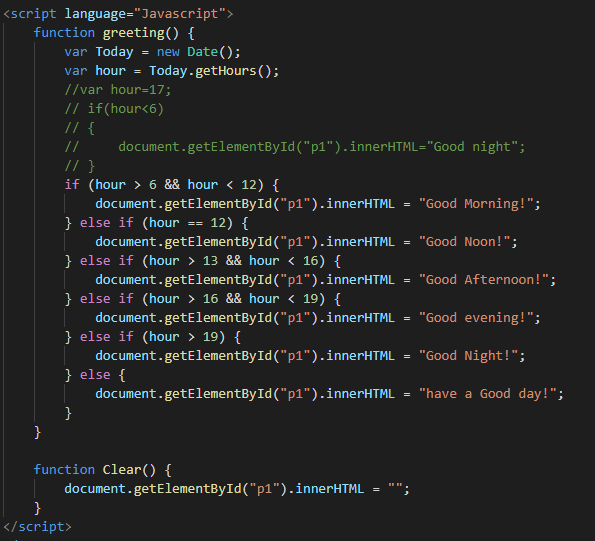 <script language="Javascript">
    function greeting() {
        var Today = new Date();
        var hour = Today.getHours();
        //var hour=17;
        // if(hour<6)
        // {
        //     document.getElementById("p1").innerHTML="Good night";
        // }
        if (hour > 6 && hour < 12) {
            document.getElementById("p1").innerHTML = "Good Morning!";
        } else if (hour == 12) {
            document.getElementById("p1").innerHTML = "Good Noon!";
        } else if (hour > 13 && hour < 16) {
            document.getElementById("p1").innerHTML = "Good Afternoon!";
        } else if (hour > 16 && hour < 19) {
            document.getElementById("p1").innerHTML = "Good evening!";
        } else if (hour > 19) {
            document.getElementById("p1").innerHTML = "Good Night!";
        } else {
            document.getElementById("p1").innerHTML = "have a Good day!";
        }
    }

    function Clear() {
        document.getElementById("p1").innerHTML = "";
    }
</script>